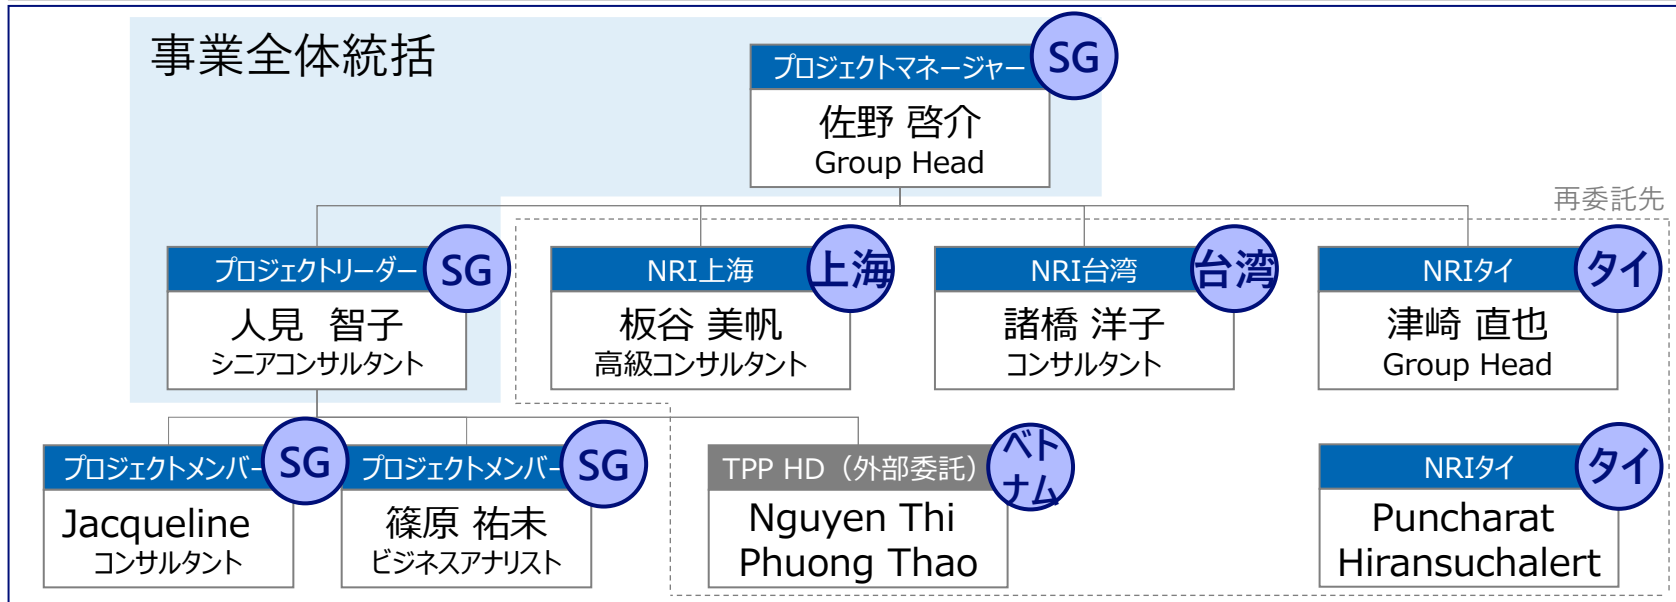 事業全体統括
プロジェクトマネージャー
SG
佐野 啓介
Group Head
再委託先
プロジェクトリーダー
SG
人見 智子
シニアコンサルタント
NRI上海
上海
板谷 美帆
高級コンサルタント
NRI台湾
台湾
諸橋 洋子
コンサルタント
NRIタイ
タイ
津崎 直也
Group Head
プロジェクトメンバー
SG
Jacqueline
コンサルタント
プロジェクトメンバー
SG
篠原 祐未
ビジネスアナリスト
TPP HD（外部委託）
ベト
ナム
Nguyen Thi
Phuong Thao
NRIタイ
タイ
Puncharat
Hiransuchalert